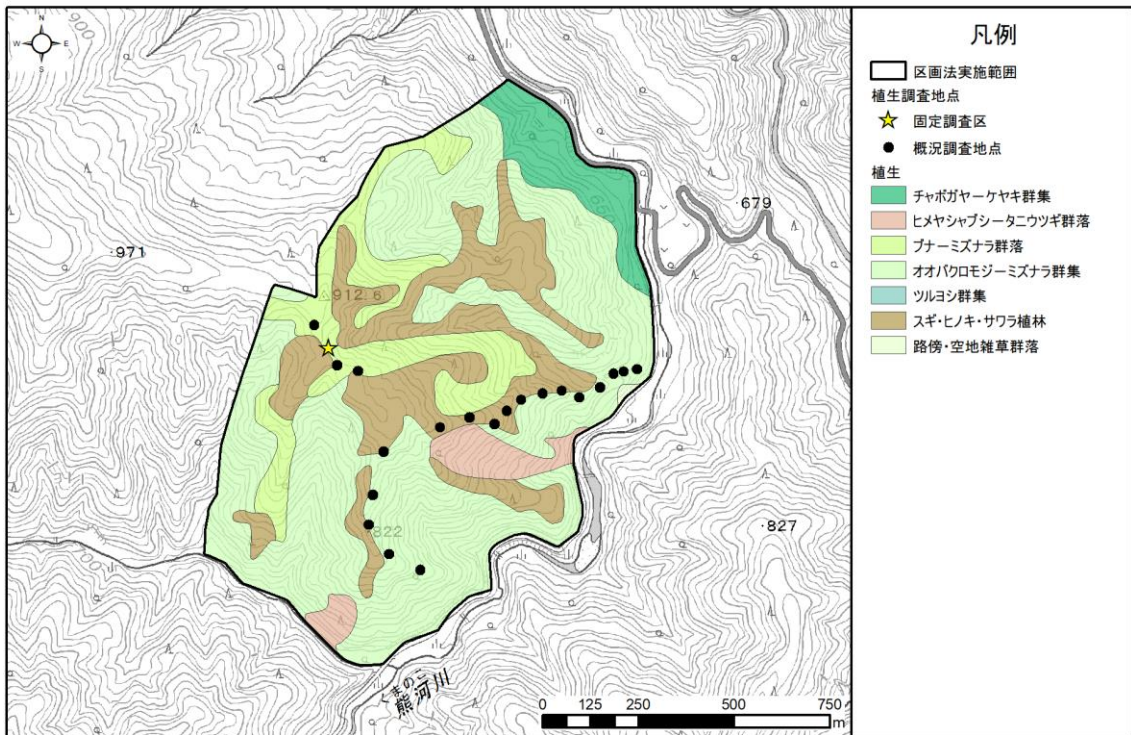 N
W
E
S
900
971
912.6
679
822
827
700
くまのこ
熊河川
0
125
250
500
750
m
凡例
区画法実施範囲
植生調査地点
固定調査区
概況調査地点
植生
チャボガヤーケヤキ群集
ヒメヤシャブシータニウツギ群落
ブナーミズナラ群落
オオバクロモジーミズナラ群集
ツルヨシ群集
スギ・ヒノキ・サワラ植林
路傍・空地雑草群落